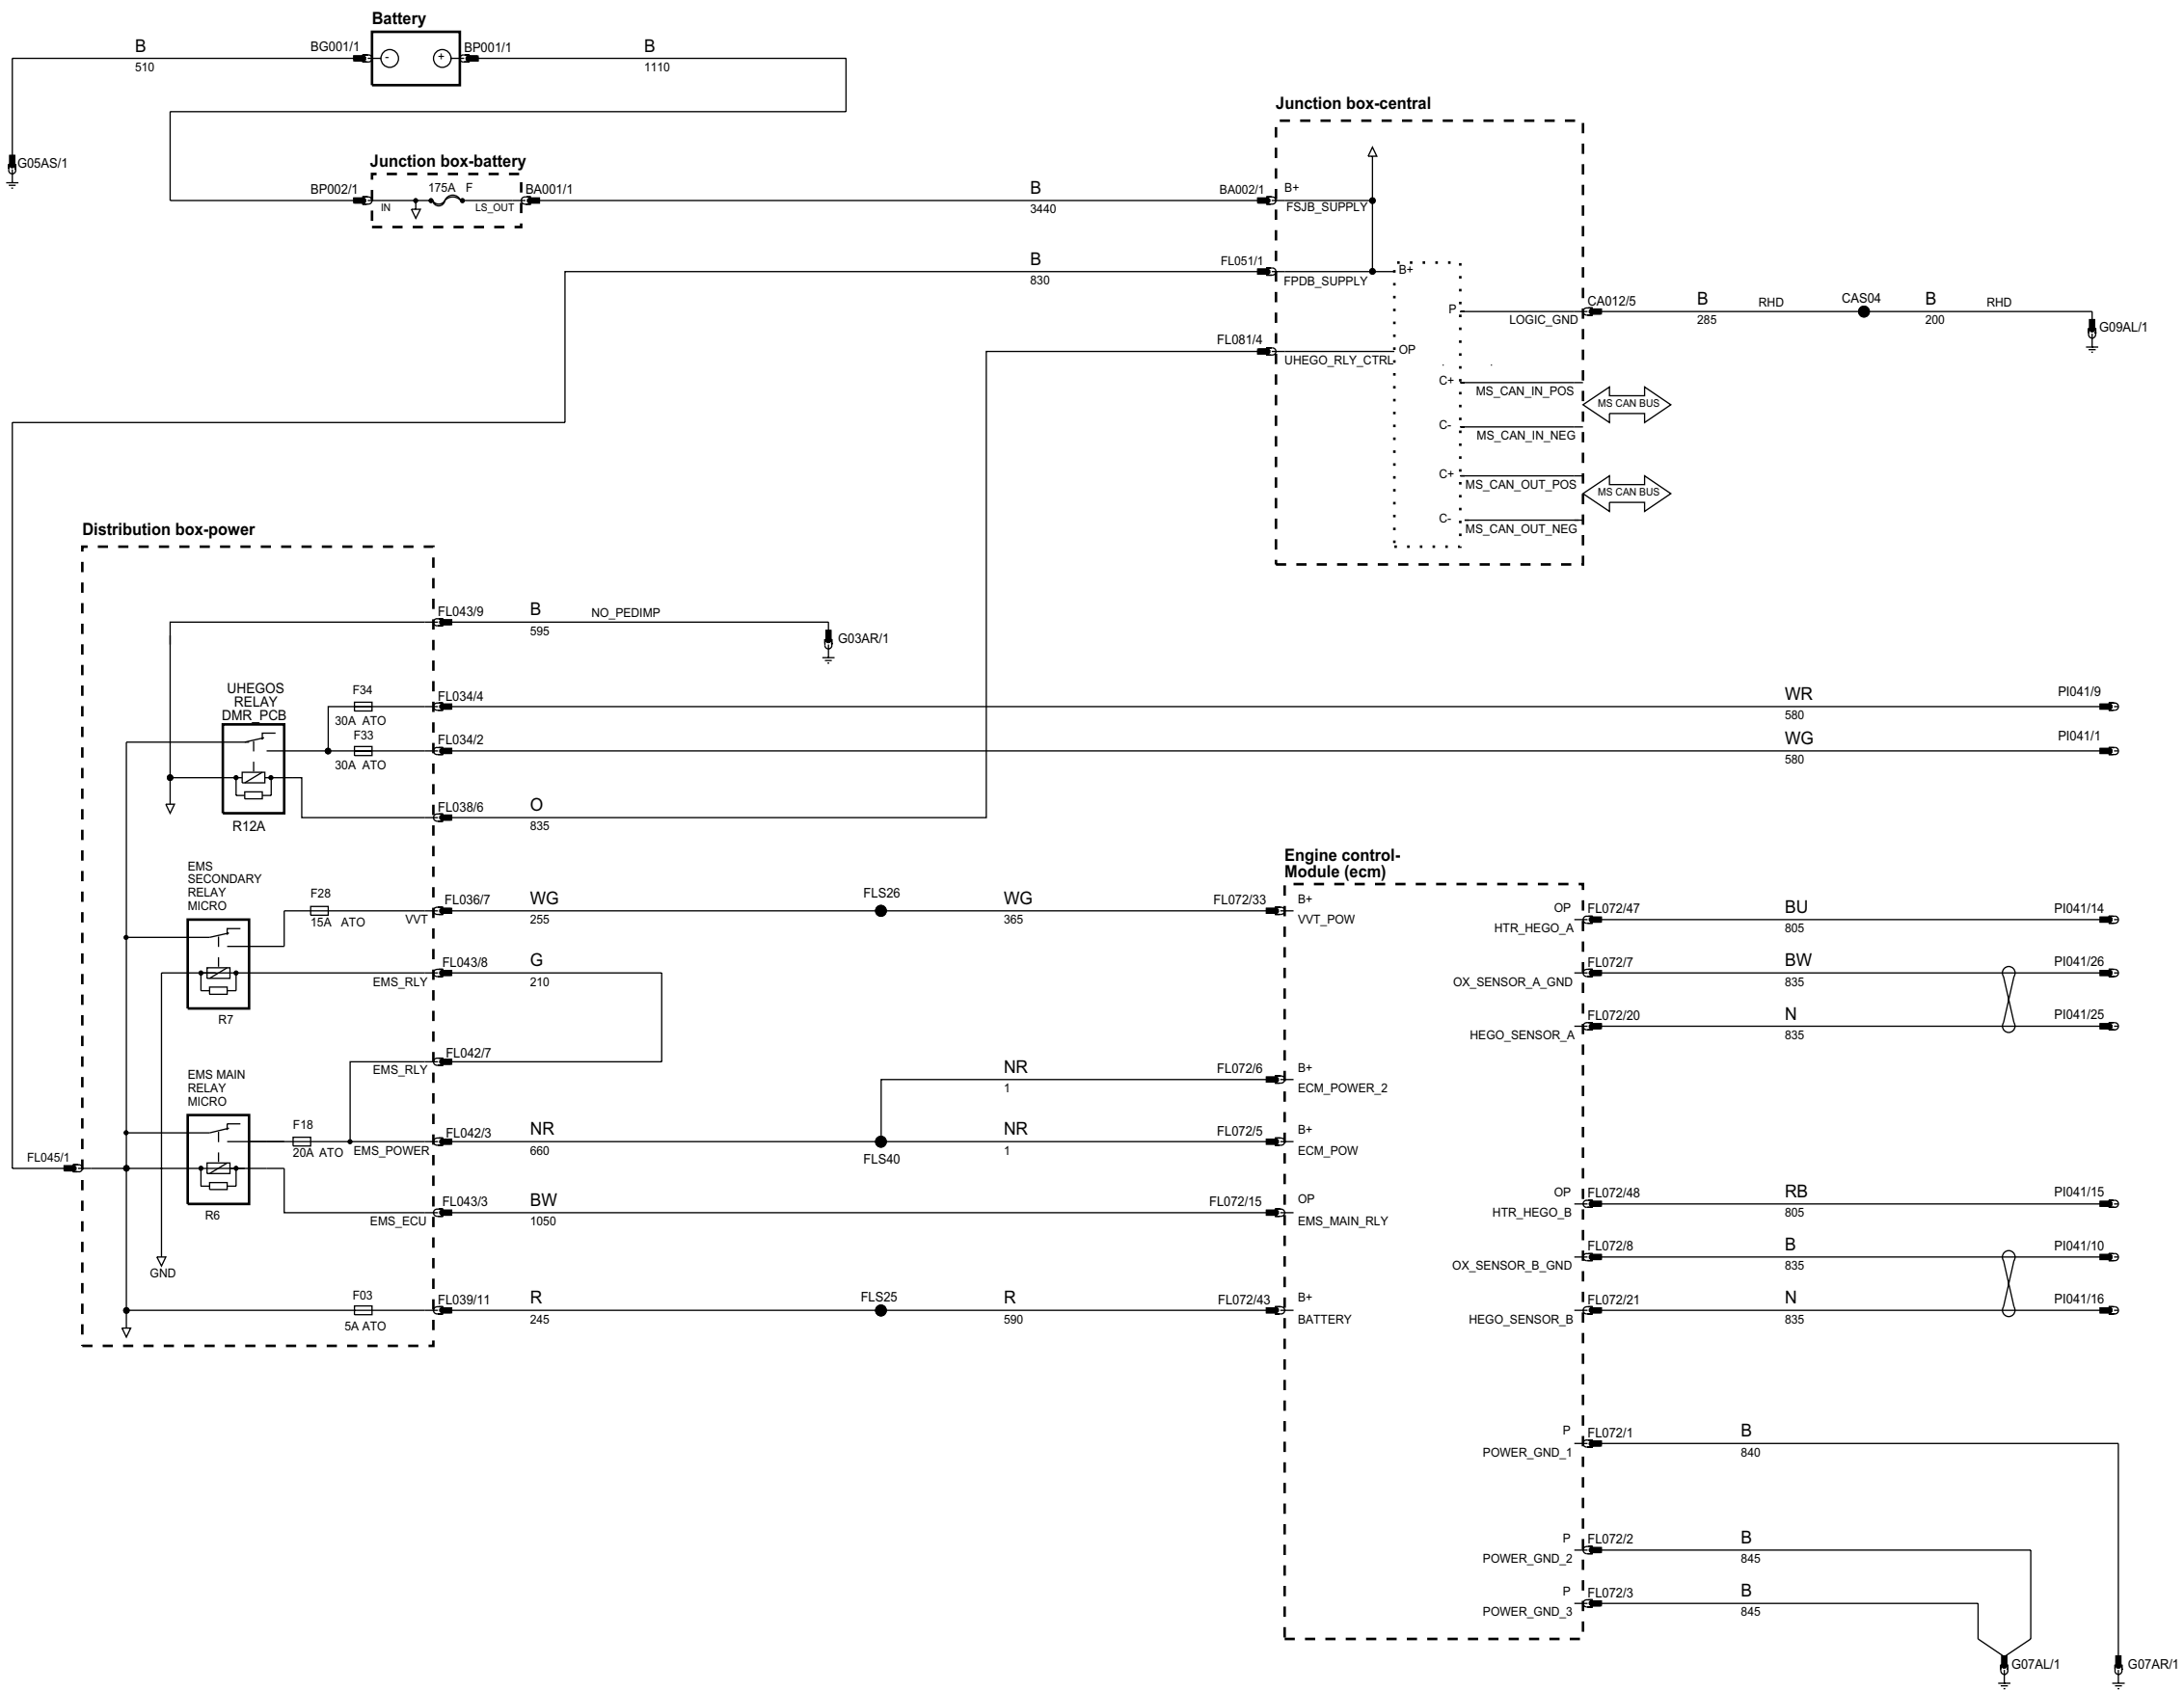 Battery
B
BG001/1
BP001/1
B
510
-
+
1110
Junction box-central
G05AS/1
Junction box-battery
BP002/1
175A F
BA001/1
IN
LS_OUT
B
3440
BA002/1
B+
FSJB_SUPPLY
B
830
FL051/1
FPDB_SUPPLY
B+
P
LOGIC_GND
CA012/5
B
285
RHD
CAS04
B
200
RHD
G09AL/1
FL081/4
UHEGO_RLY_CTRL
OP
C+
MS_CAN_IN_POS
MS CAN BUS
C-
MS_CAN_IN_NEG
C+
MS_CAN_OUT_POS
MS CAN BUS
C-
MS_CAN_OUT_NEG
Distribution box-power
FL043/9
B
595
NO_PEDIMP
G03AR/1
UHEGOS
RELAY
DMR_PCB
F34
30A ATO
FL034/4
WR
580
PI041/9
F33
30A ATO
FL034/2
WG
580
PI041/1
R12A
FL038/6
O
835
Engine control-
Module (ecm)
EMS
SECONDARY
RELAY
MICRO
F28
15A ATO
VVT
FL036/7
WG
255
FLS26
WG
365
FL072/33
B+
VVT_POW
OP
HTR_HEGO_A
FL072/47
BU
805
PI041/14
R7
EMS_RLY
FL043/8
G
210
OX_SENSOR_A_GND
FL072/7
BW
835
PI041/26
HEGO_SENSOR_A
FL072/20
N
835
PI041/25
EMS_RLY
FL042/7
EMS MAIN
RELAY
MICRO
NR
1
FL072/6
B+
ECM_POWER_2
F18
20A ATO
EMS_POWER
FL042/3
NR
660
FLS40
NR
1
FL072/5
B+
ECM_POW
FL045/1
R6
EMS_ECU
FL043/3
BW
1050
FL072/15
OP
EMS_MAIN_RLY
OP
HTR_HEGO_B
FL072/48
RB
805
PI041/15
OX_SENSOR_B_GND
FL072/8
B
835
PI041/10
GND
F03
5A ATO
FL039/11
R
245
FLS25
R
590
FL072/43
B+
BATTERY
HEGO_SENSOR_B
FL072/21
N
835
PI041/16
P
POWER_GND_1
FL072/1
B
840
P
POWER_GND_2
FL072/2
B
845
P
POWER_GND_3
FL072/3
B
845
G07AL/1
G07AR/1